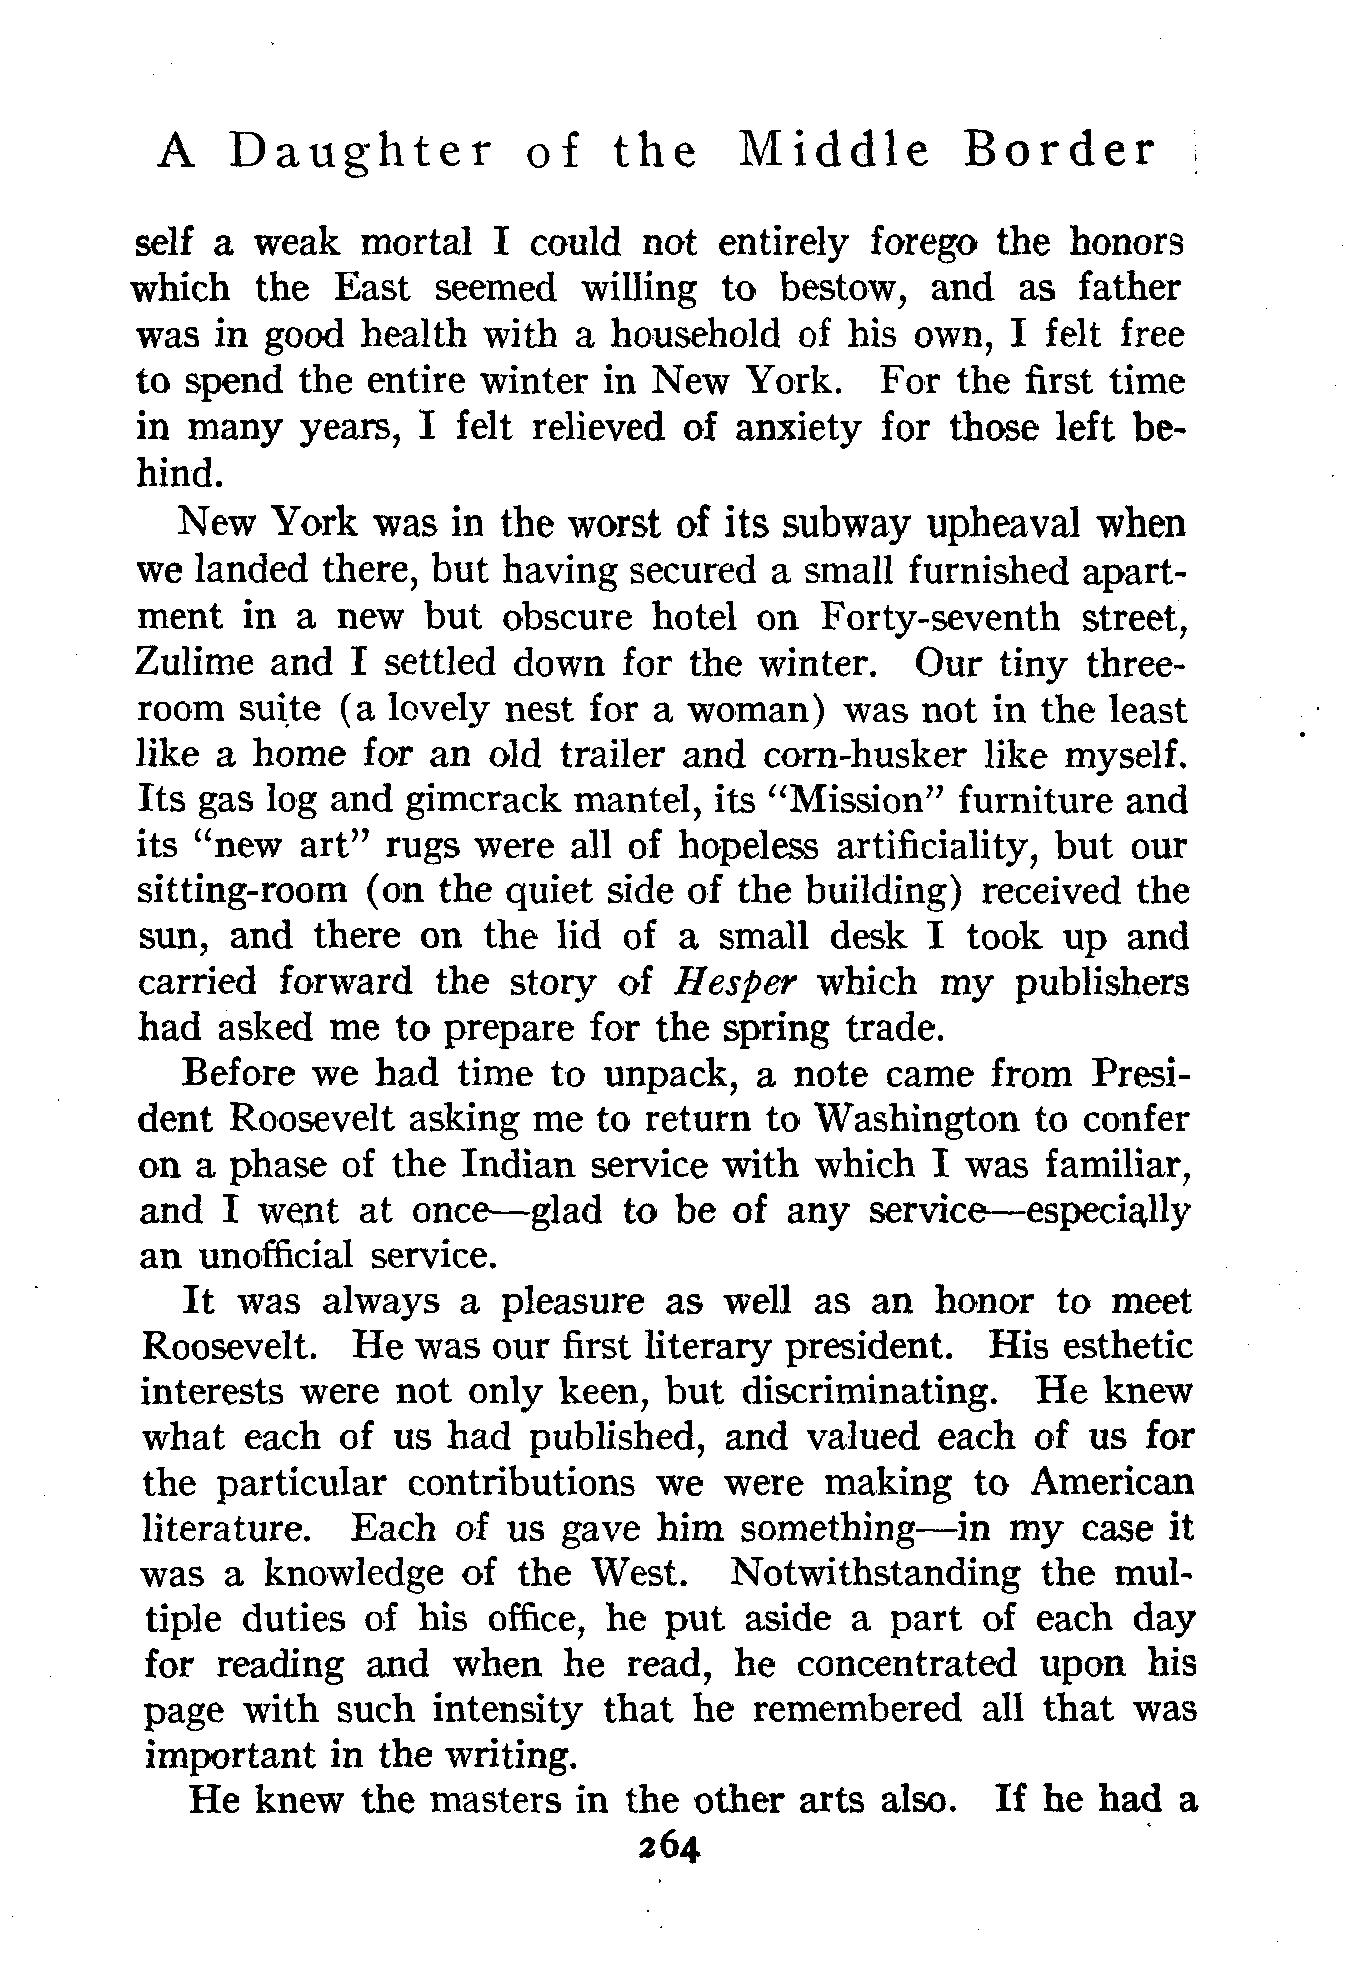 A Daughter of the Middle Border
self a weak mortal I could not entirely forego the honors
which the East seemed willing to bestow, and as father
was in good health with a household of his own, I felt free
to spend the entire winter in New York. For the first time
in many years, I felt relieved of anxiety for those left be-
hind.
New York was in the worst of its subway upheaval when
we landed there, but having secured a small furnished apart-
ment in a new but obscure hotel on Forty-seventh street,
Zulime and I settled down for the winter. Our tiny three-
room suite (a lovely nest for a woman) was not in the least
like a home for an old trailer and corn-husker like myself.
Its gas log and gimcrack mantel, its “Mission” furniture and
its “new art” rugs were all of hopeless artificiality, but our
sitting-room (on the quiet side of the building) received the
sun, and there on the lid of a small desk I took up and
carried forward the story of Hesper which my publishers
had asked me to prepare for the spring trade.
Before we had time to unpack, a note came from Presi-
dent Roosevelt asking me to return to Washington to confer
on a phase of the Indian service with which I was familiar,
and I went at once—glad to be of any service—especially
an unofficial service.
It was always a pleasure as well as an honor to meet
Roosevelt. He was our first literary president. His esthetic
interests were not only keen, but discriminating. He knew
what each of us had published, and valued each of us for
the particular contributions we were making to American
literature. Each of us gave him something—in my case it
was a knowledge of the West. Notwithstanding the mul-
tiple duties of his office, he put aside a part of each day
for reading and when he read, he concentrated upon his
page with such intensity that he remembered all that was
important in the writing.
He knew the masters in the other arts also. If he had a
264